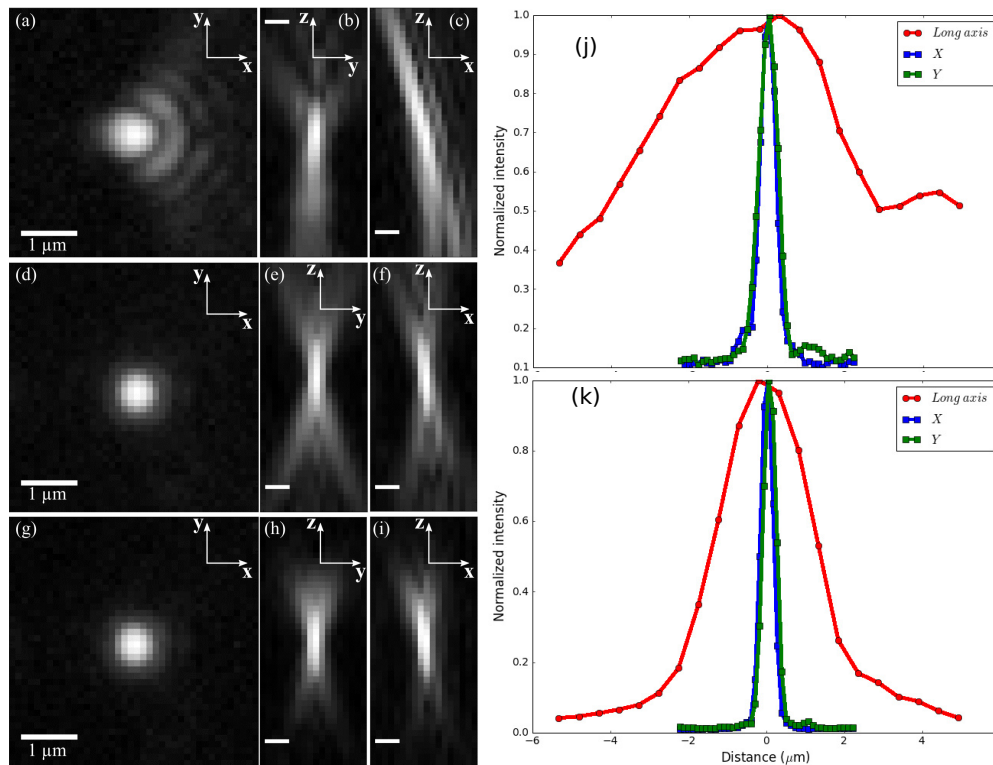 (a)
y
x
1 µm
(b)
z
y
(c)
z
x
(d)
y
x
1 µm
(e)
z
y
(f)
z
x
(g)
y
x
1 µm
(h)
z
y
(i)
z
x
(j)
Normalized intensity
1.0
0.9
0.8
0.7
0.6
0.5
0.4
0.3
0.2
0.1
Long axis
X
Y
(k)
Normalized intensity
1.0
0.8
0.6
0.4
0.2
0.0
Long axis
X
Y
−6
−4
−2
0
2
4
Distance (µm)